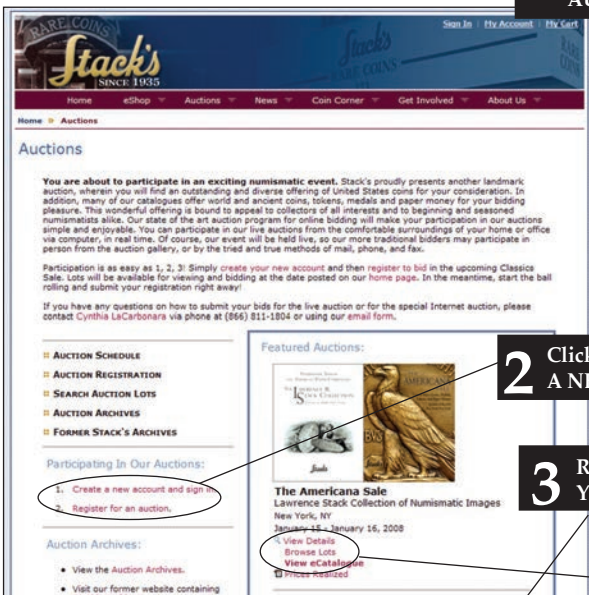 Au
RARE COINS
Stack's
SINCE 1935
Stack's
RARE COINS
Sign In | My Account | My Cart
Home eShop Auctions News Coin Corner Get Involved About Us
Home » Auctions
Auctions
You are about to participate in an exciting numismatic event. Stack's proudly presents another landmark
auction, wherein you will find an outstanding and diverse offering of United States coins for your consideration. In
addition, many of our catalogues offer world and ancient coins, tokens, medals and paper money for your bidding
pleasure. This wonderful offering is bound to appeal to collectors of all interests and to beginning and seasoned
numismatists alike. Our state of the art auction program for online bidding will make your participation in our auctions
simple and enjoyable. You can participate in our live auctions from the comfortable surroundings of your home or office
via computer, in real time. Of course, our event will be held live, so our more traditional bidders may participate in
person from the auction gallery, or by the tried and true methods of mail, phone, and fax.
Participation is as easy as 1, 2, 3! Simply create your new account and then register to bid in the upcoming Classics
Sale. Lots will be available for viewing and bidding at the date posted on our home page. In the meantime, start the ball
rolling and submit your registration right away!
If you have any questions on how to submit your bids for the live auction or for the special Internet auction, please
contact Cynthia LaCarbonara via phone at (866) 811-1804 or using our email form.
AUCTION SCHEDULE
AUCTION REGISTRATION
SEARCH AUCTION LOTS
AUCTION ARCHIVES
FORMER STACK'S ARCHIVES
Participating In Our Auctions:
1. Create a new account and sign in.
2. Register for an auction.
Auction Archives:
• View the Auction Archives.
• Visit our former website containing
Featured Auctions:
LAWRENCE R.
STACK COLLECTION
Stack's
AMERICANA
The Americana Sale
Lawrence Stack Collection of Numismatic Images
New York, NY
January 15 - January 16, 2008
View Details
Browse Lots
View eCatalogue
Prices Realized
2 Click
A NE
3 R
Y